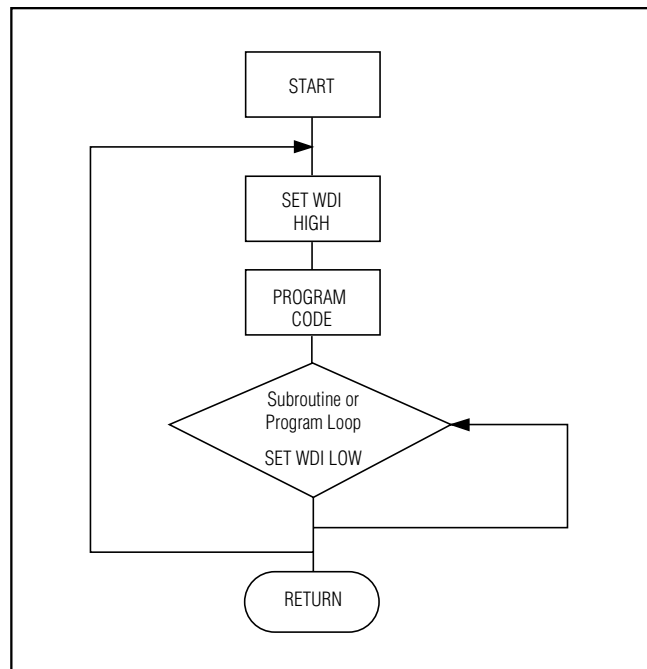 START
SET WDI
HIGH
PROGRAM
CODE
Subroutine or
Program Loop
SET WDI LOW
RETURN